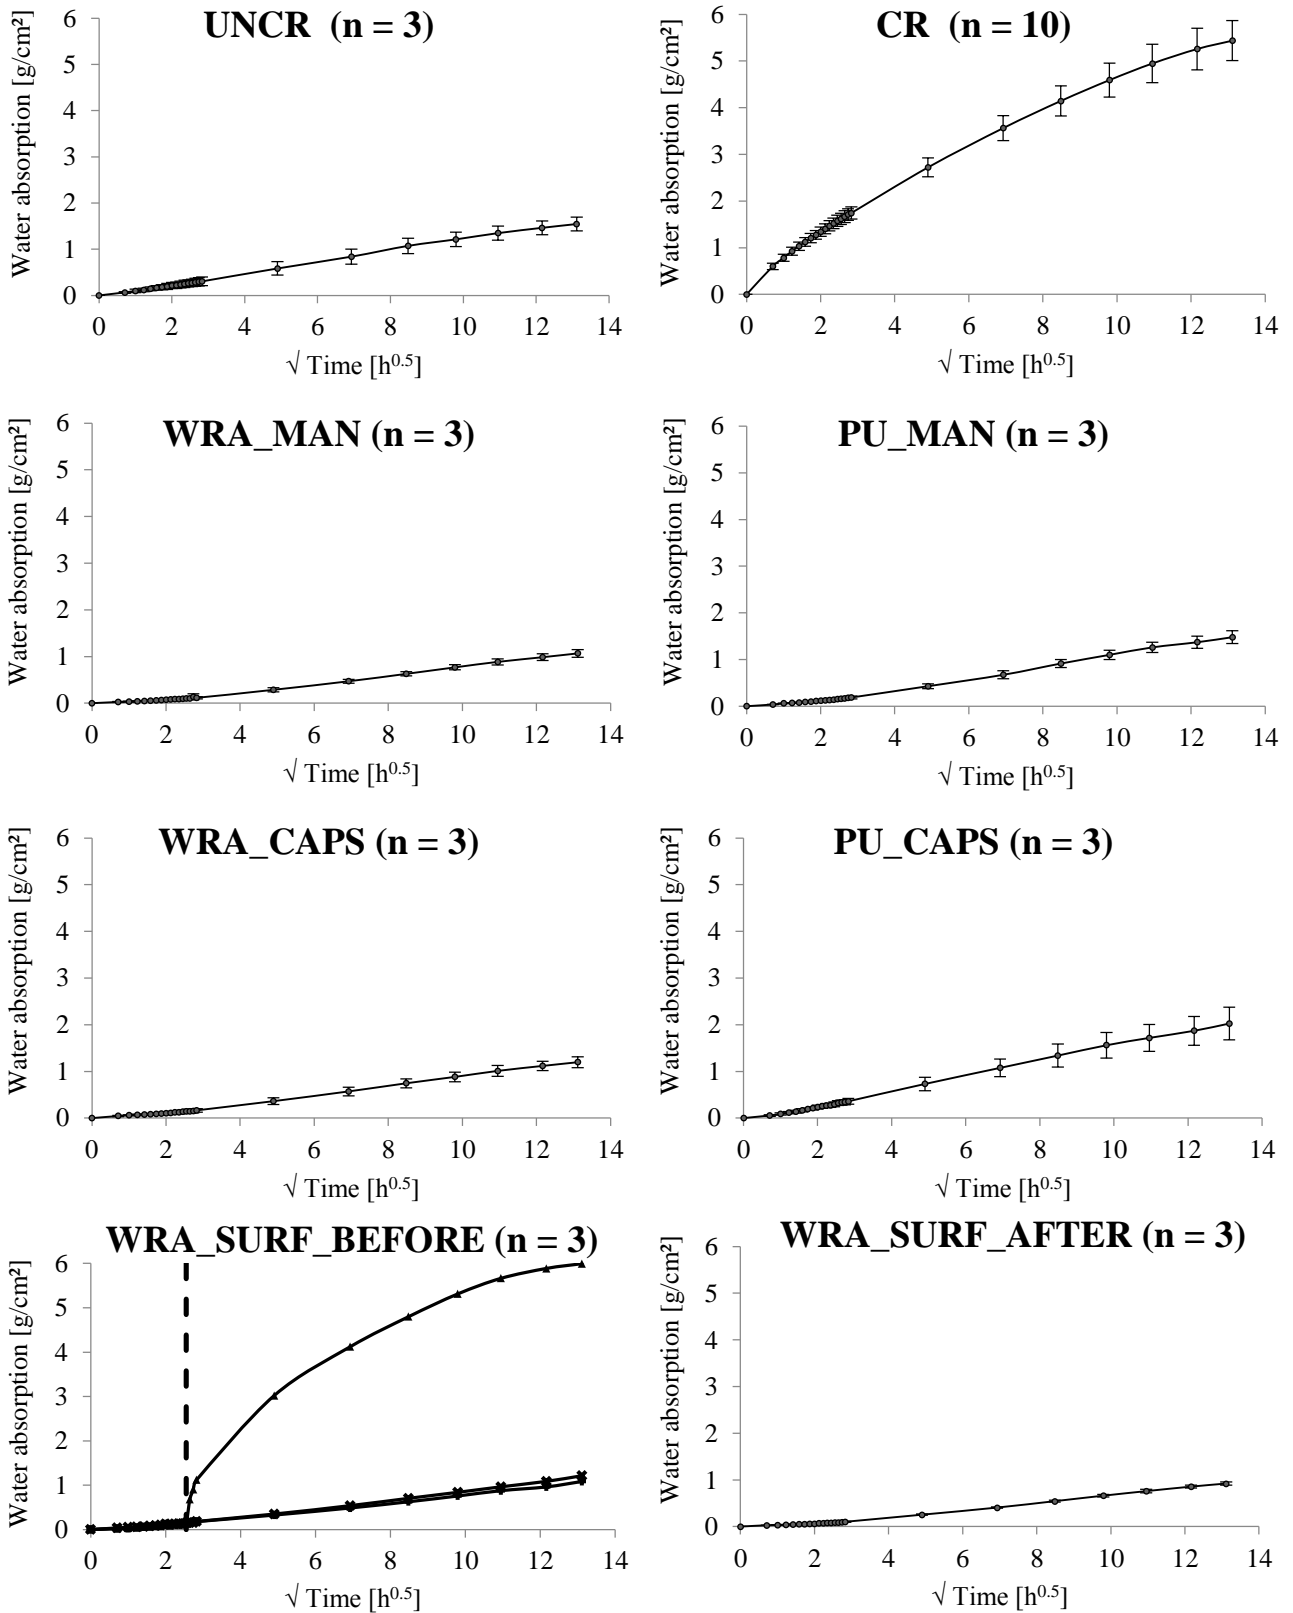 UNCR (n = 3)
Water absorption [g/cm²]
6
5
4
3
2
1
0
0 2 4 6 8 10 12 14
√ Time [h^0.5]
CR (n = 10)
Water absorption [g/cm²]
6
5
4
3
2
1
0
0 2 4 6 8 10 12 14
√ Time [h^0.5]
WRA_MAN (n = 3)
Water absorption [g/cm²]
6
5
4
3
2
1
0
0 2 4 6 8 10 12 14
√ Time [h^0.5]
PU_MAN (n = 3)
Water absorption [g/cm²]
6
5
4
3
2
1
0
0 2 4 6 8 10 12 14
√ Time [h^0.5]
WRA_CAPS (n = 3)
Water absorption [g/cm²]
6
5
4
3
2
1
0
0 2 4 6 8 10 12 14
√ Time [h^0.5]
PU_CAPS (n = 3)
Water absorption [g/cm²]
6
5
4
3
2
1
0
0 2 4 6 8 10 12 14
√ Time [h^0.5]
WRA_SURF_BEFORE (n = 3)
Water absorption [g/cm²]
6
5
4
3
2
1
0
0 2 4 6 8 10 12 14
√ Time [h^0.5]
WRA_SURF_AFTER (n = 3)
Water absorption [g/cm²]
6
5
4
3
2
1
0
0 2 4 6 8 10 12 14
√ Time [h^0.5]